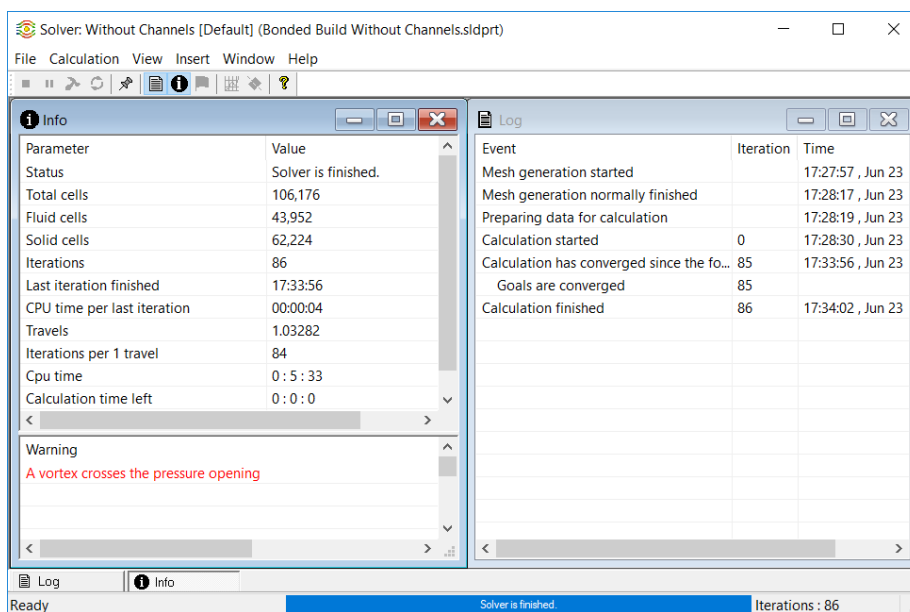 Solver: Without Channels [Default] (Bonded Build Without Channels.sldprt)
File Calculation View Insert Window Help
Info
Parameter Value
Status Solver is finished.
Total cells 106,176
Fluid cells 43,952
Solid cells 62,224
Iterations 86
Last iteration finished 17:33:56
CPU time per last iteration 00:00:04
Travels 1.03282
Iterations per 1 travel 84
Cpu time 0 : 5 : 33
Calculation time left 0 : 0 : 0
Warning
A vortex crosses the pressure opening
Log
Event Iteration Time
Mesh generation started 17:27:57 , Jun 23
Mesh generation normally finished 17:28:17 , Jun 23
Preparing data for calculation 17:28:19 , Jun 23
Calculation started 0 17:28:30 , Jun 23
Calculation has converged since the fo... 85 17:33:56 , Jun 23
Goals are converged 85
Calculation finished 86 17:34:02 , Jun 23
Log Info
Ready Solver is finished. Iterations : 86